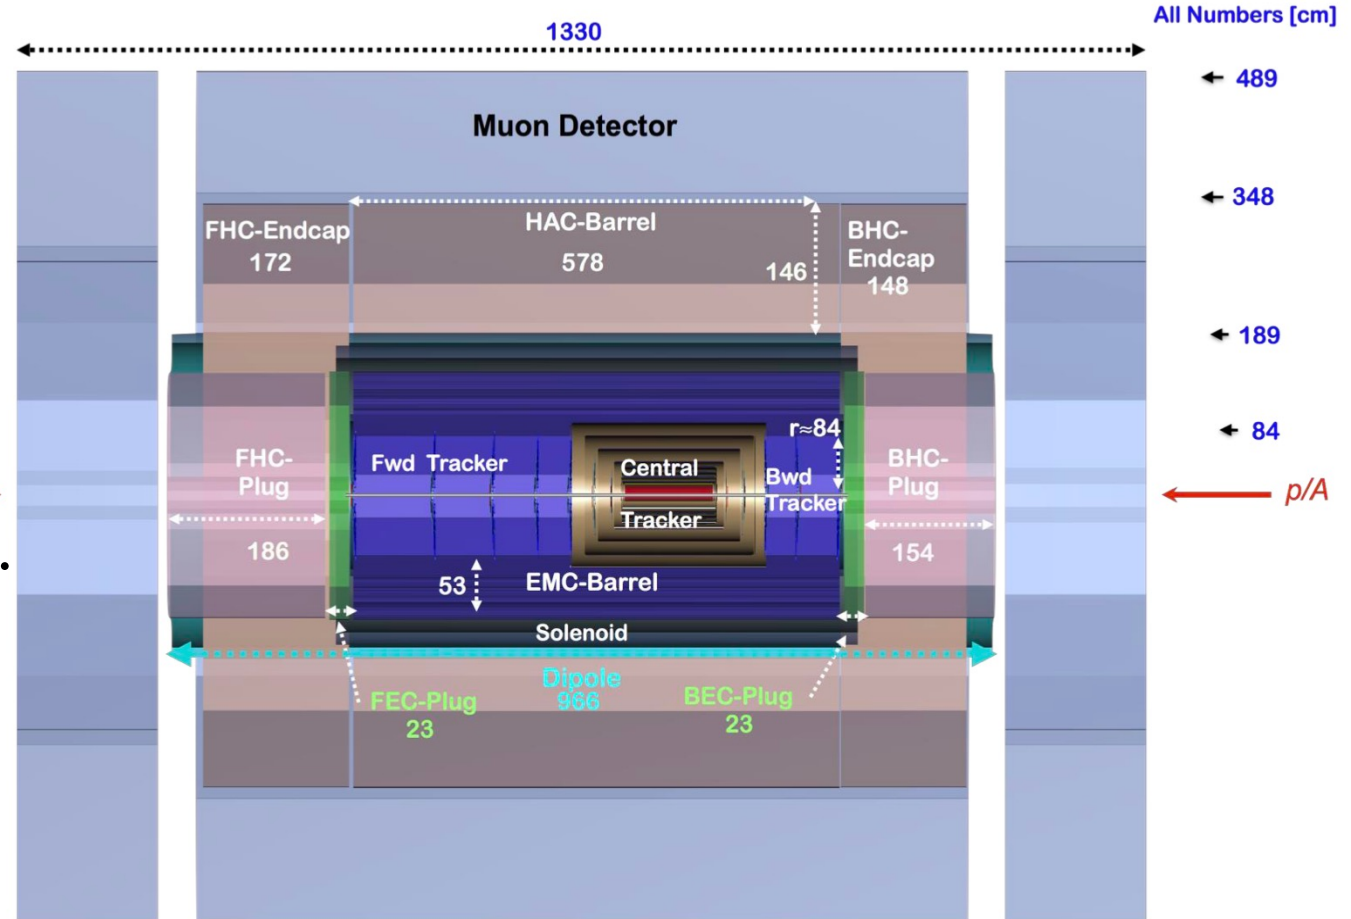 All Numbers [cm]
1330
489
Muon Detector
348
FHC-Endcap
172
HAC-Barrel
578
146
BHC-
Endcap
148
189
r≈84
84
Fwd Tracker
Central
Tracker
Bwd
Tracker
FHC-
Plug
186
BHC-
Plug
154
p/A
53
EMC-Barrel
Solenoid
Dipole
966
FEC-Plug
23
BEC-Plug
23